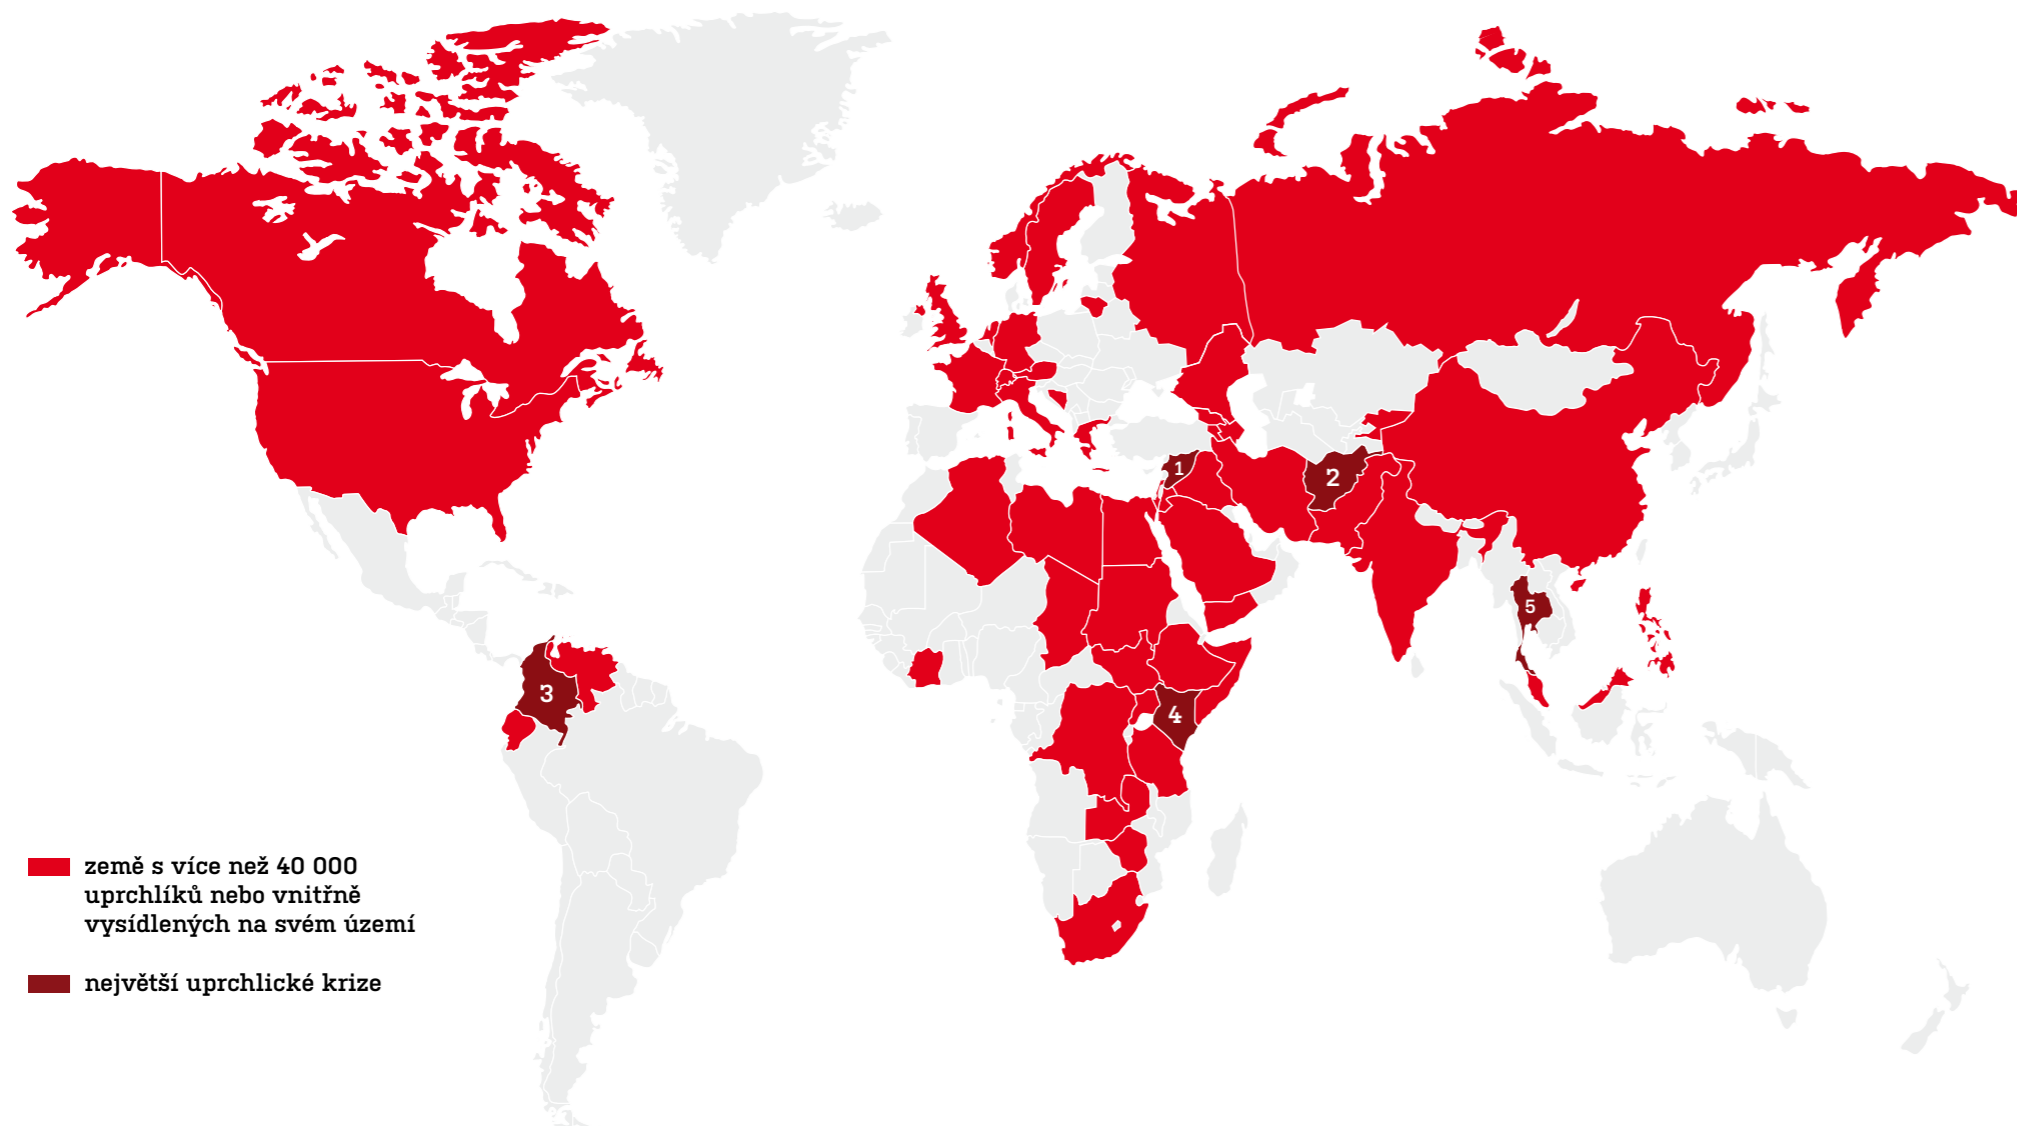 1
2
5
3
4
země s více než 40 000
uprchlíků nebo vnitřně
vysídlených na svém území
největší uprchlické krize